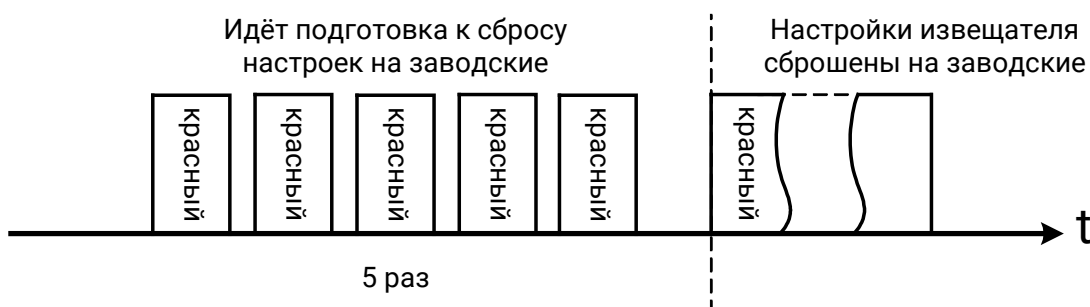 Идёт подготовка к сбросу
настроек на заводские
Настройки извещателя
сброшены на заводские
красный
красный
красный
красный
красный
красный
t
5 раз